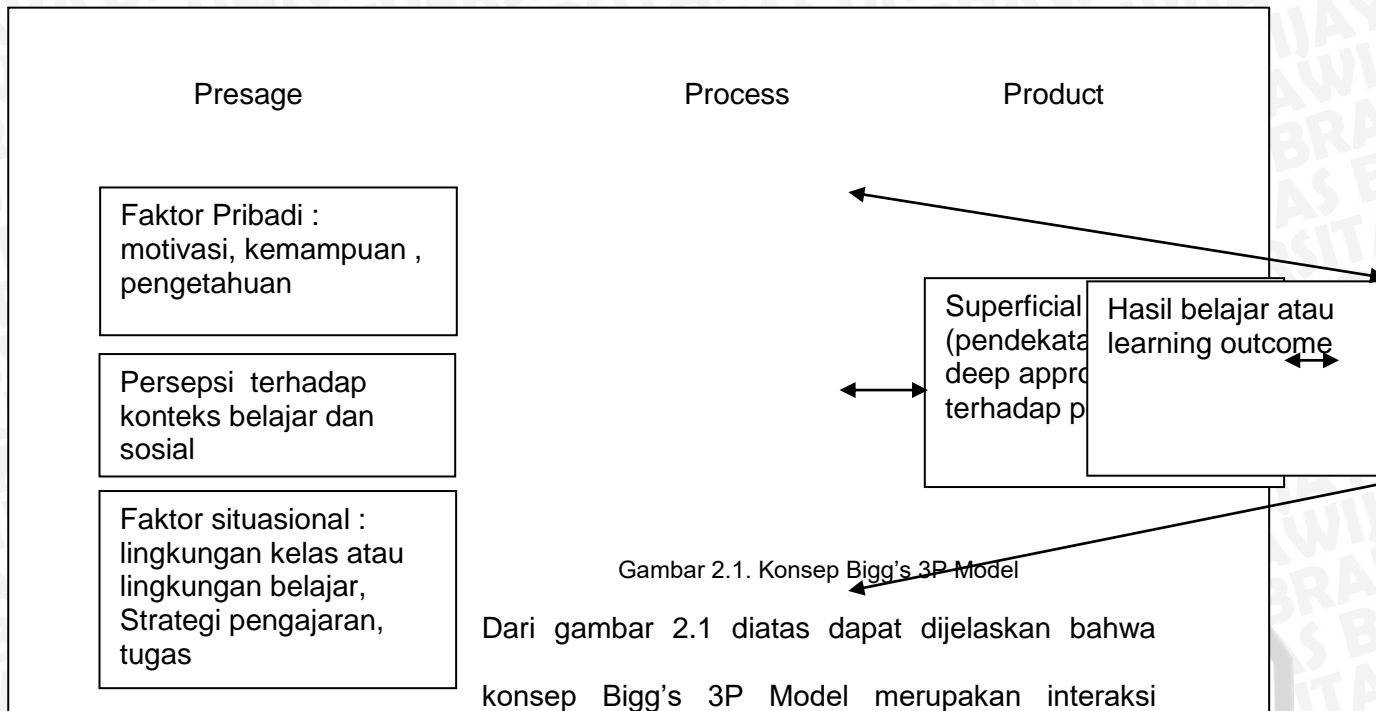 Presage Process Product
Faktor Pribadi :
motivasi, kemampuan ,
pengetahuan
Persepsi terhadap
konteks belajar dan
sosial
Faktor situasional :
lingkungan kelas atau
lingkungan belajar,
Strategi pengajaran,
tugas
Superficial
(pendekata
deep appro
terhadap p
Hasil belajar atau
learning outcome
Gambar 2.1. Konsep Bigg's 3P Model
Dari gambar 2.1 diatas dapat dijelaskan bahwa
konsep Bigg's 3P Model merupakan interaksi